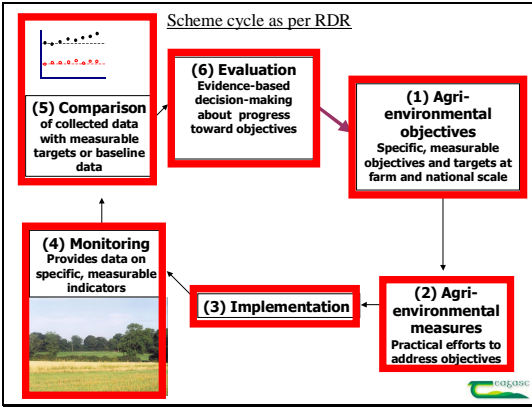 Scheme cycle as per RDR
(1) Agri-
environmental
objectives
Specific, measurable
objectives and targets at
farm and national scale
(2) Agri-
environmental
measures
Practical efforts to
address objectives
(3) Implementation
(4) Monitoring
Provides data on
specific, measurable
indicators
(5) Comparison
of collected data
with measurable
targets or baseline
data
(6) Evaluation
Evidence-based
decision-making
about progress
toward objectives
teagasc